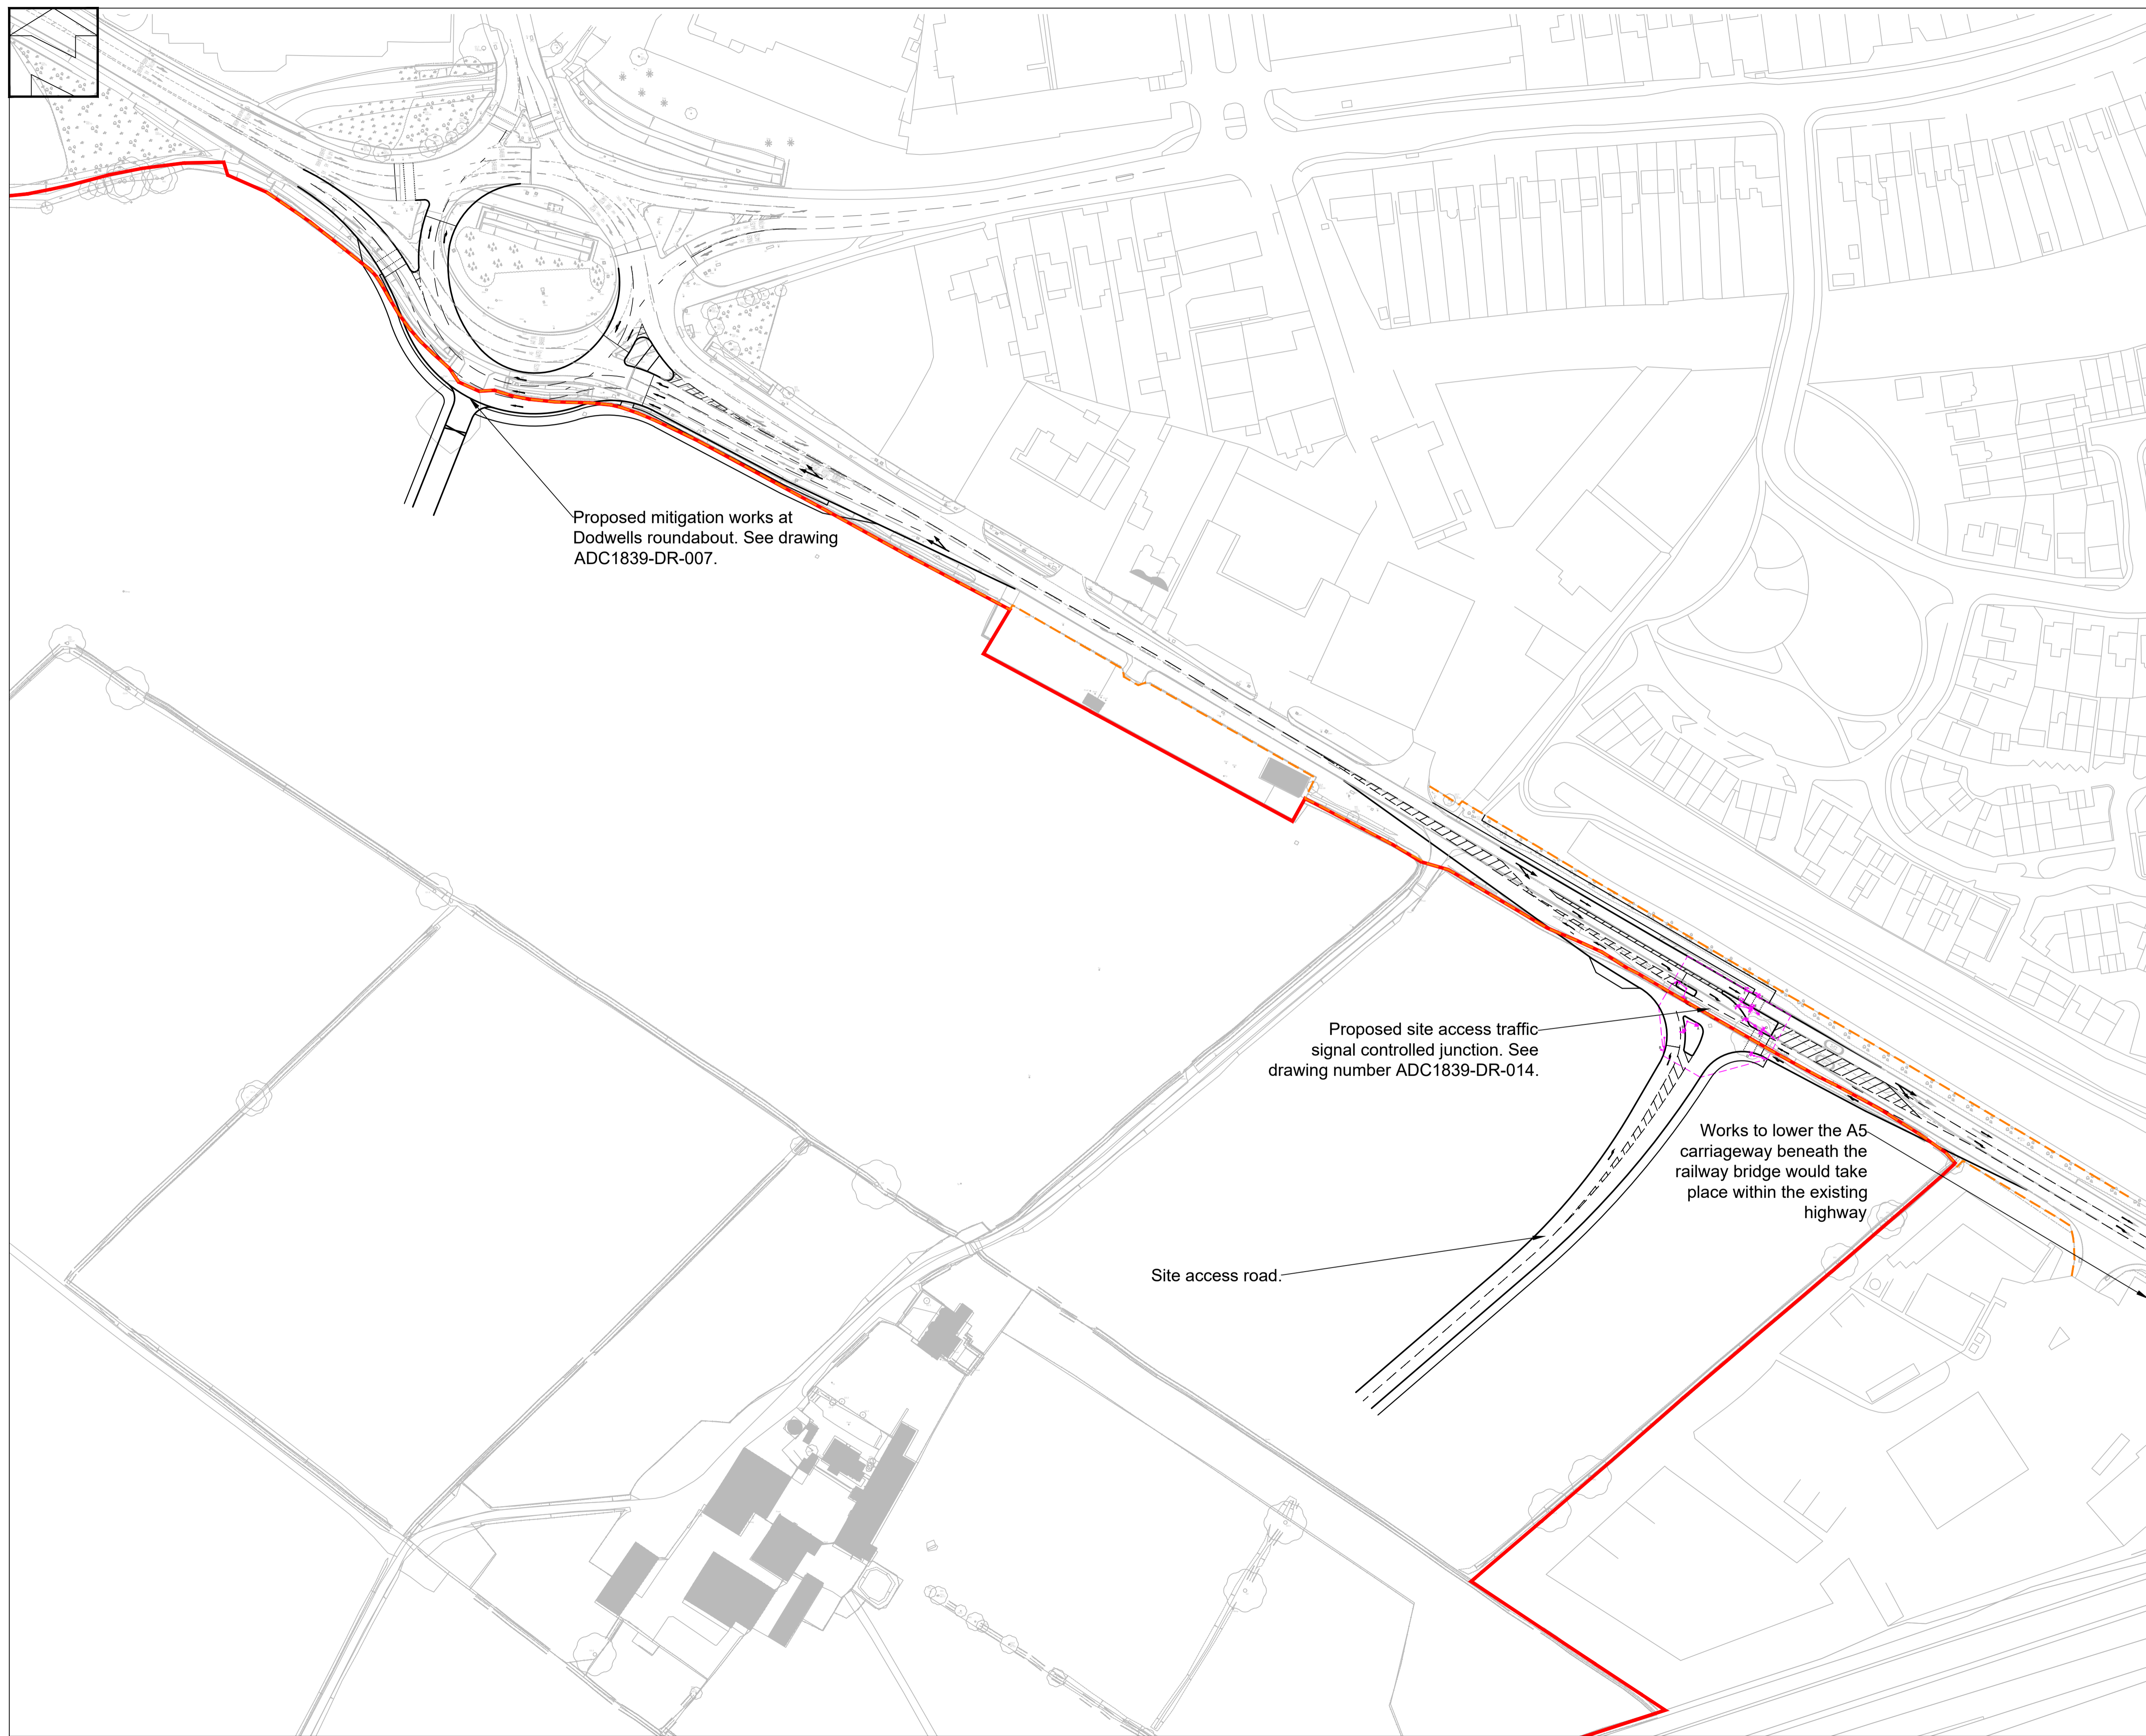 Proposed mitigation works at
Dodwells roundabout. See drawing
ADC1839-DR-007.
Proposed site access traffic
signal controlled junction. See
drawing number ADC1839-DR-014.
Works to lower the A5
carriageway beneath the
railway bridge would take
place within the existing
highway
Site access road.